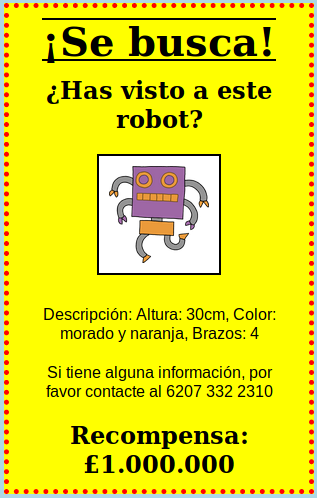 ¡Se busca!
¿Has visto a este
robot?
Descripción: Altura: 30cm, Color:
morado y naranja, Brazos: 4
Si tiene alguna información, por
favor contacte al 6207 332 2310
Recompensa:
£1.000.000